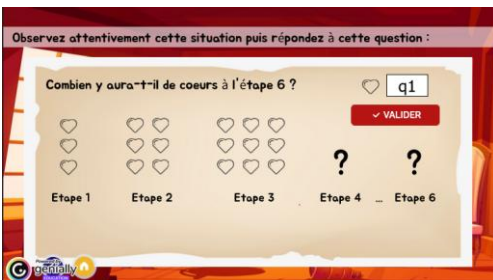 Observez attentivement cette situation puis répondez à cette question :
Combien y aura-t-il de coeurs à l'étape 6 ?
q1
✓ VALIDER
? ?
Etape 1 Etape 2 Etape 3 Etape 4 … Etape 6
genially